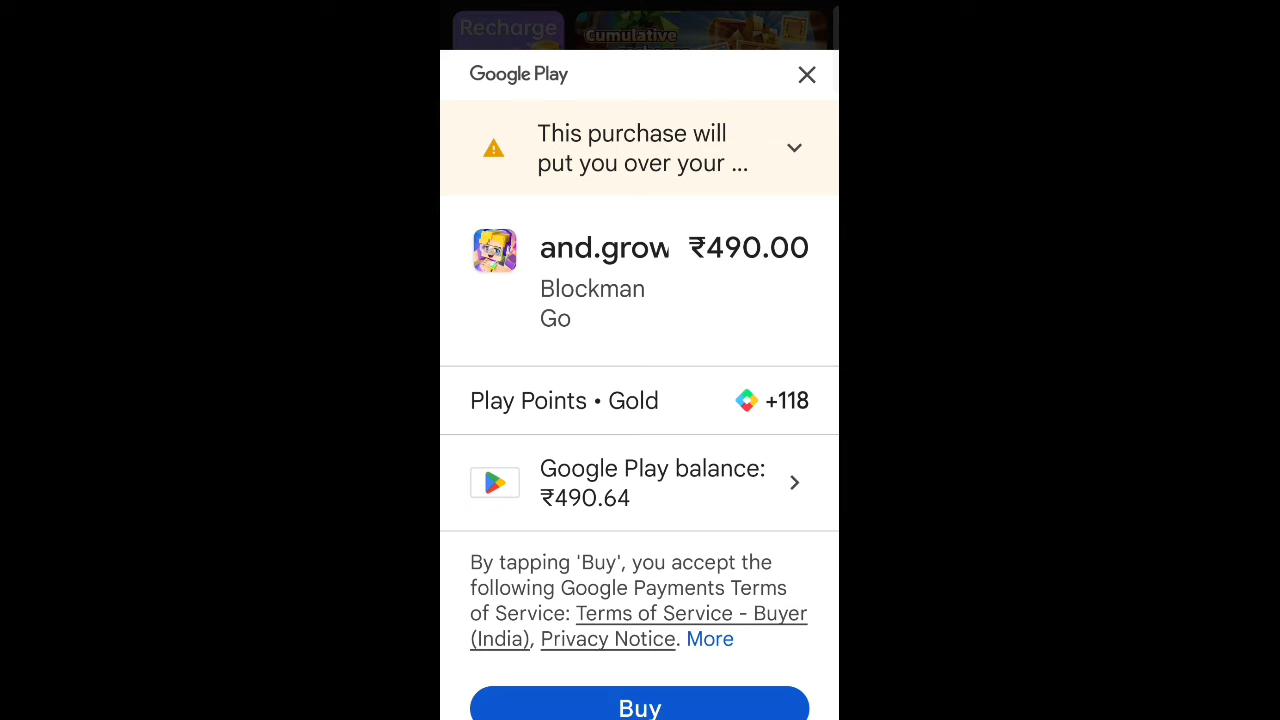 Recharge
Cumulative
Google Play
This purchase will
put you over your ...
and.grow ₹490.00
Blockman
Go
Play Points • Gold +118
Google Play balance:
₹490.64
By tapping 'Buy', you accept the
following Google Payments Terms
of Service: Terms of Service - Buyer
(India), Privacy Notice. More
Buy